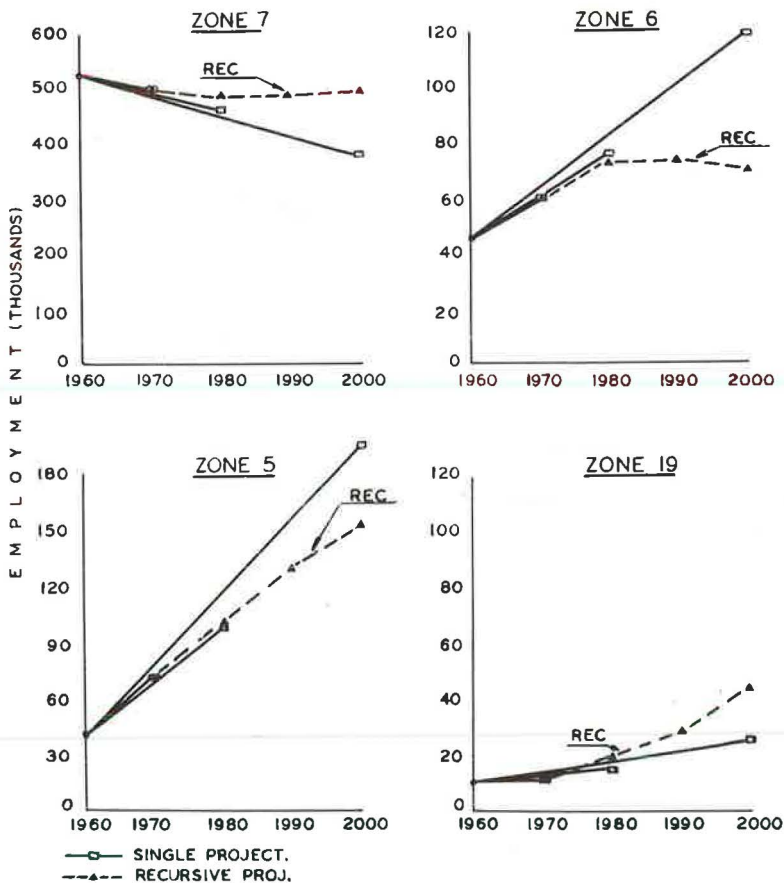 ZONE 7
600
500
400
300
200
100
0
REC
1960 1970 1980 1990 2000
ZONE 6
120
100
80
60
40
20
0
REC
1960 1970 1980 1990 2000
EMPLOYMENT (THOUSANDS)
ZONE 5
180
150
120
90
60
30
0
REC
1960 1970 1980 1990 2000
ZONE 19
120
100
80
60
40
20
0
REC
1960 1970 1980 1990 2000
SINGLE PROJECT.
RECURSIVE PROJ.